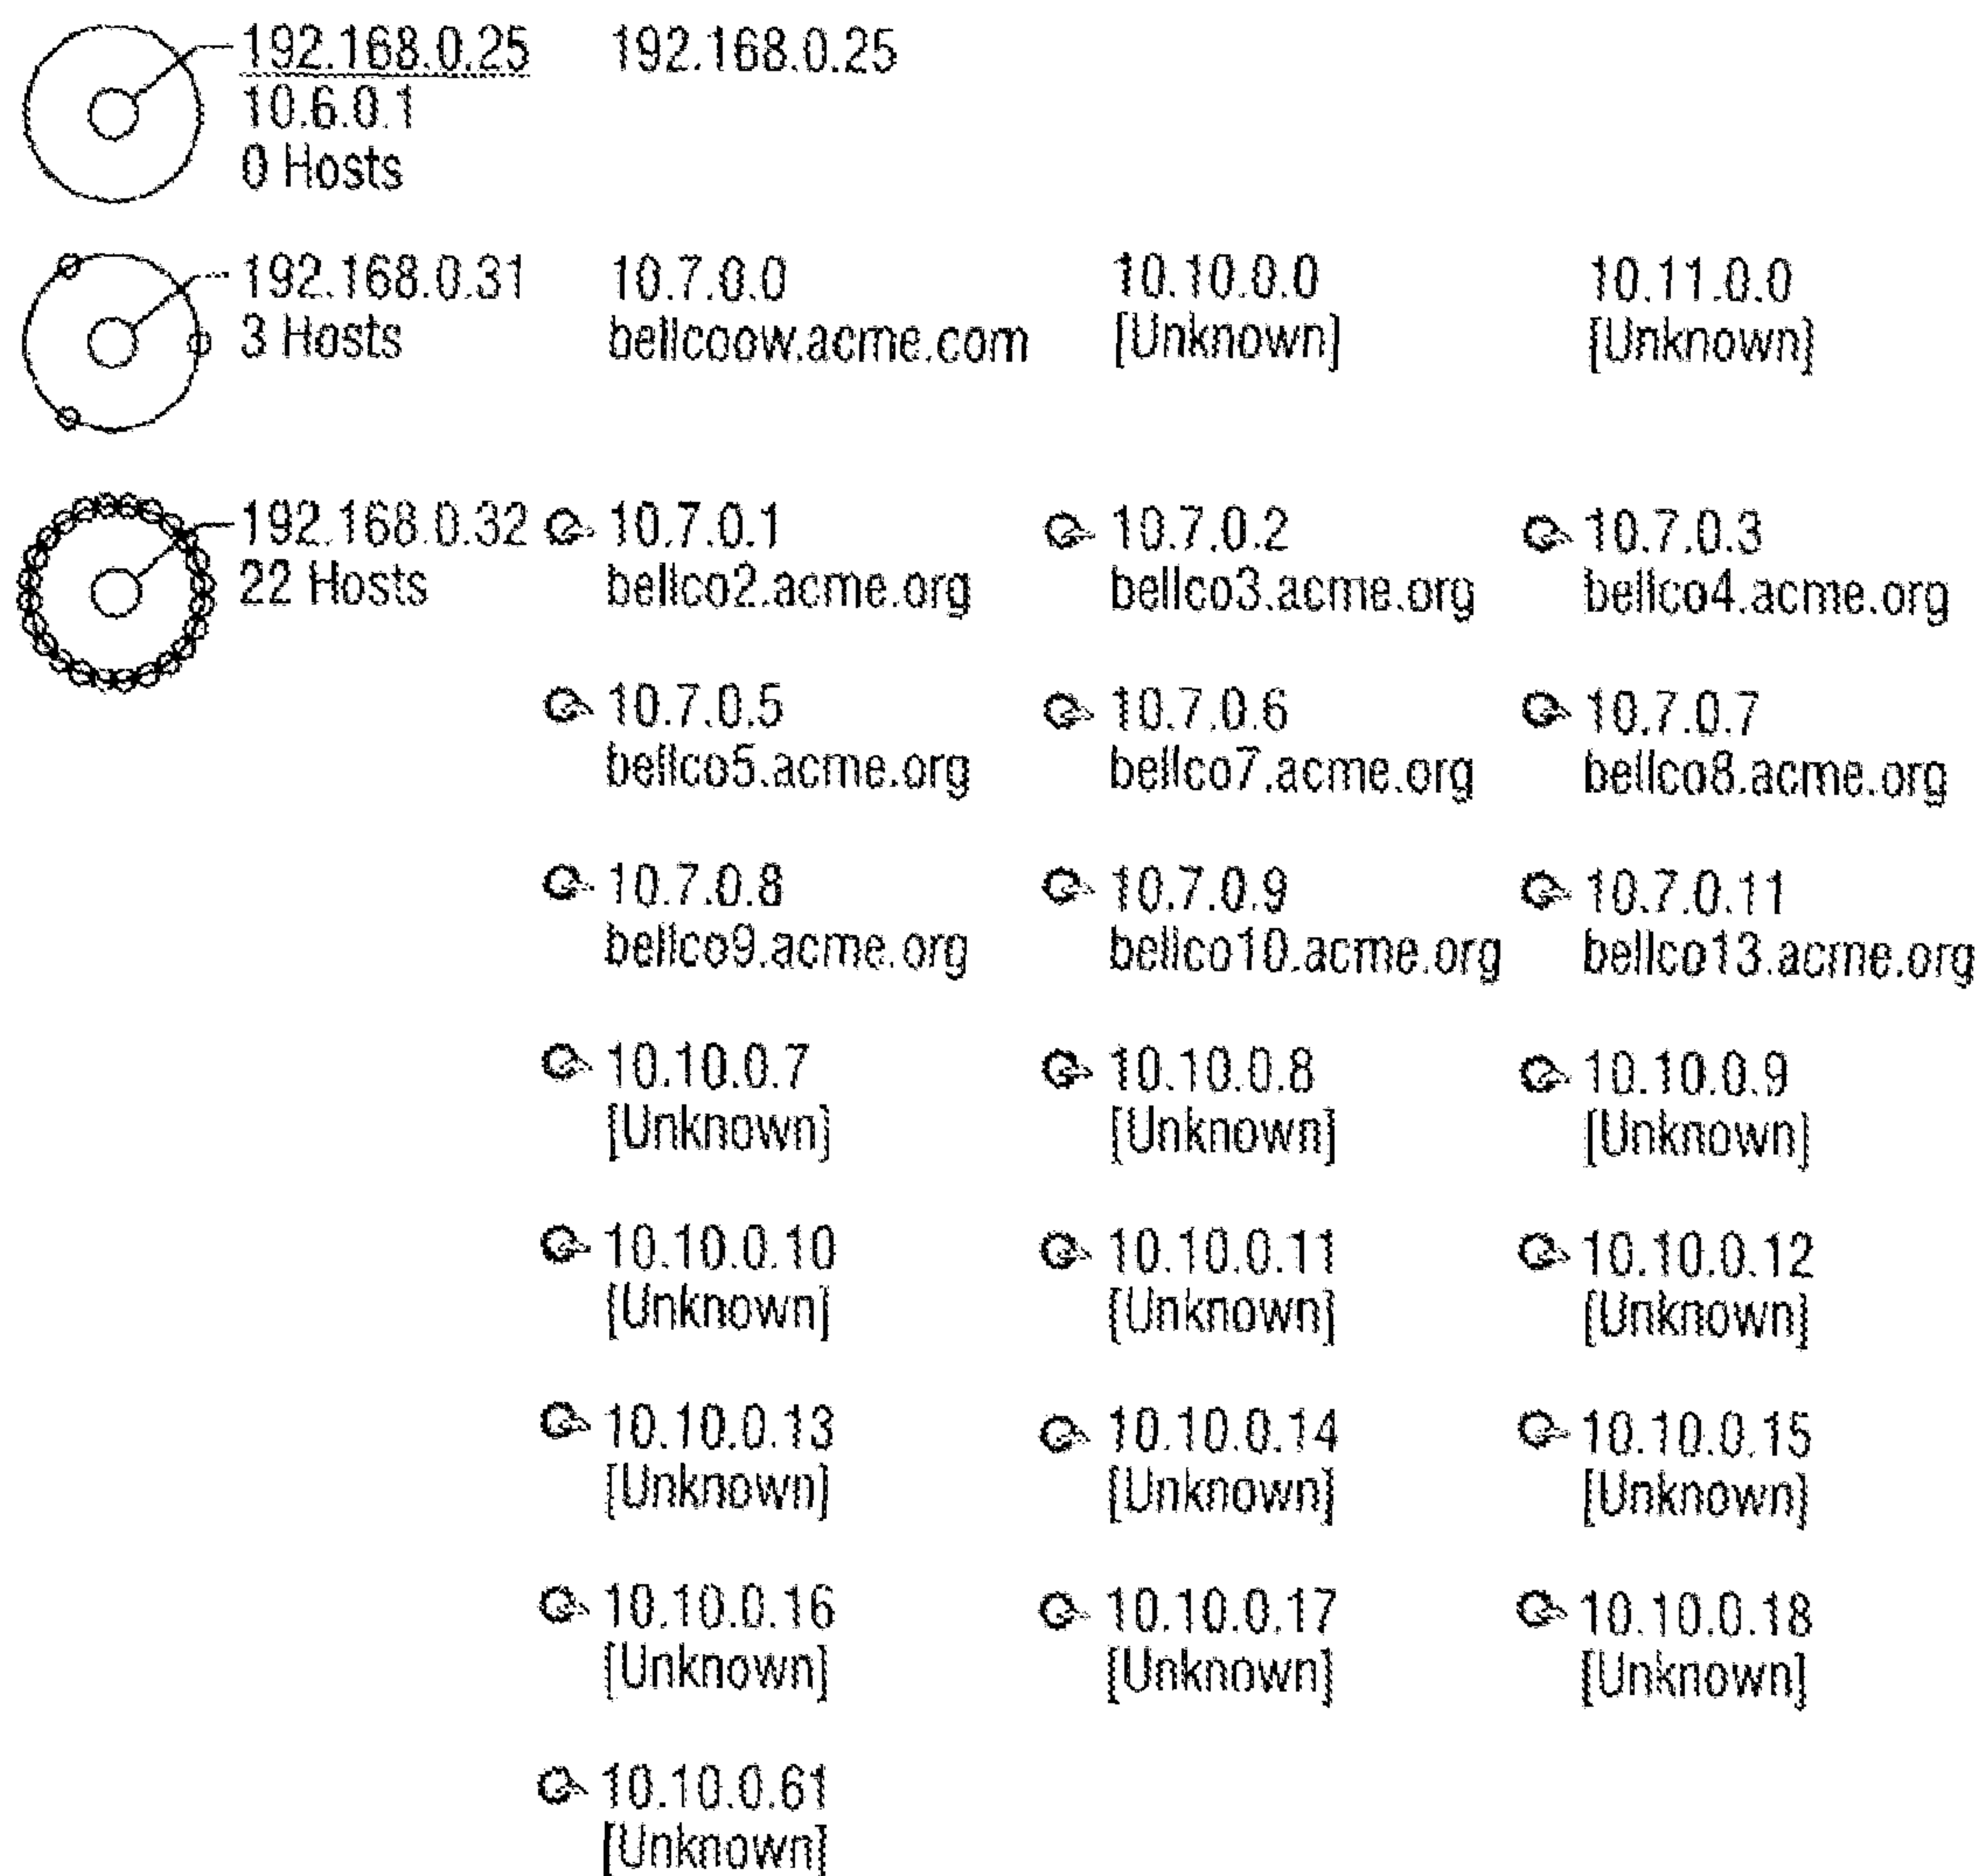 192.168.0.25 192.168.0.25
10.6.0.1
0 Hosts
192.168.0.31 10.7.0.0 10.10.0.0 10.11.0.0
3 Hosts bellcoow.acme.com [Unknown] [Unknown]
192.168.0.32 10.7.0.1 10.7.0.2 10.7.0.3
22 Hosts bellco2.acme.org bellco3.acme.org bellco4.acme.org
10.7.0.5 10.7.0.6 10.7.0.7
bellco5.acme.org bellco7.acme.org bellco8.acme.org
10.7.0.8 10.7.0.9 10.7.0.11
bellco9.acme.org bellco10.acme.org bellco13.acme.org
10.10.0.7 10.10.0.8 10.10.0.9
[Unknown] [Unknown] [Unknown]
10.10.0.10 10.10.0.11 10.10.0.12
[Unknown] [Unknown] [Unknown]
10.10.0.13 10.10.0.14 10.10.0.15
[Unknown] [Unknown] [Unknown]
10.10.0.16 10.10.0.17 10.10.0.18
[Unknown] [Unknown] [Unknown]
10.10.0.61
[Unknown]